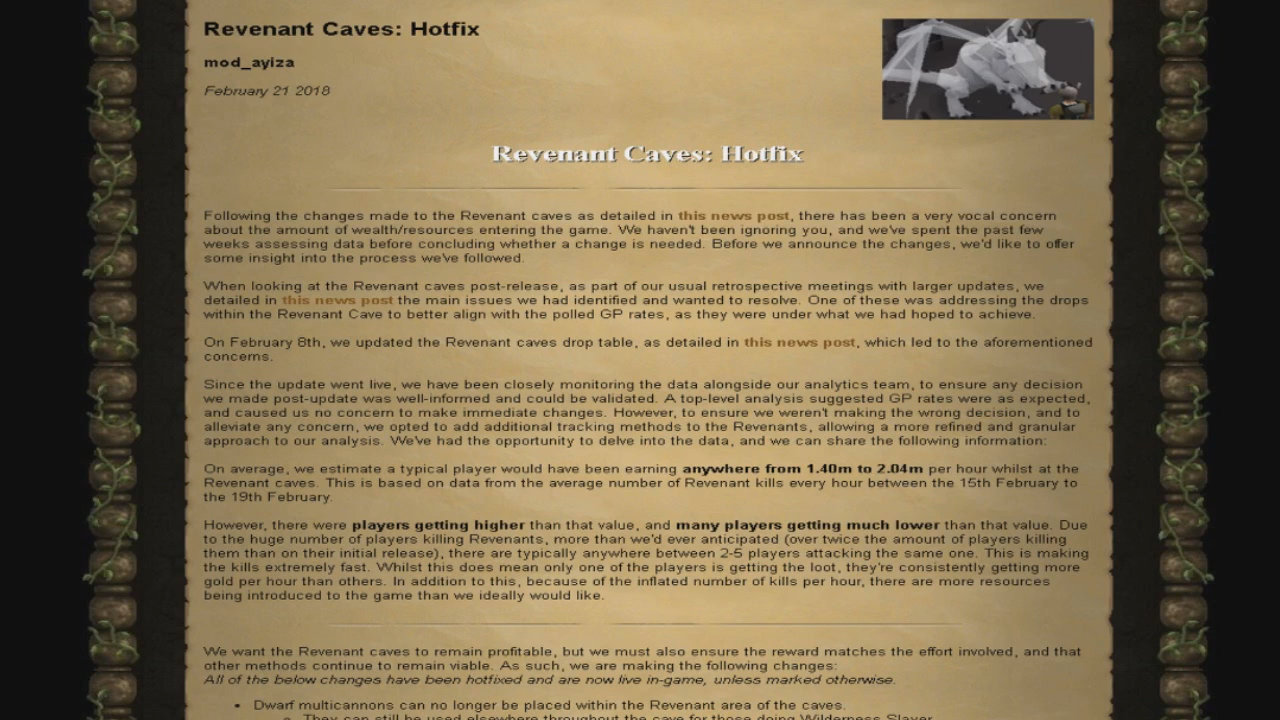 Revenant Caves: Hotfix
mod_ayiza
February 21 2018
Revenant Caves: Hotfix
Following the changes made to the Revenant caves as detailed in this news post, there has been a very vocal concern
about the amount of wealth/resources entering the game. We haven't been ignoring you, and we've spent the past few
weeks assessing data before concluding whether a change is needed. Before we announce the changes, we'd like to offer
some insight into the process we've followed.
When looking at the Revenant caves post-release, as part of our usual retrospective meetings with larger updates, we
detailed in this news post the main issues we had identified and wanted to resolve. One of these was addressing the drops
within the Revenant Cave to better align with the polled GP rates, as they were under what we had hoped to achieve.
On February 8th, we updated the Revenant caves drop table, as detailed in this news post, which led to the aforementioned
concerns.
Since the update went live, we have been closely monitoring the data alongside our analytics team, to ensure any decision
we made post-update was well-informed and could be validated. A top-level analysis suggested GP rates were as expected,
and caused us no concern to make immediate changes. However, to ensure we weren't making the wrong decision, and to
alleviate any concern, we opted to add additional tracking methods to the Revenants, allowing a more refined and granular
approach to our analysis. We've had the opportunity to delve into the data, and we can share the following information:
On average, we estimate a typical player would have been earning anywhere from 1.40m to 2.04m per hour whilst at the
Revenant caves. This is based on data from the average number of Revenant kills every hour between the 15th February to
the 19th February.
However, there were players getting higher than that value, and many players getting much lower than that value. Due
to the huge number of players killing Revenants, more than we'd ever anticipated (over twice the amount of players killing
them than on their initial release), there are typically anywhere between 2-5 players attacking the same one. This is making
the kills extremely fast. Whilst this does mean only one of the players is getting the loot, they're consistently getting more
gold per hour than others. In addition to this, because of the inflated number of kills per hour, there are more resources
being introduced to the game than we ideally would like.
We want the Revenant caves to remain profitable, but we must also ensure the reward matches the effort involved, and that
other methods continue to remain viable. As such, we are making the following changes:
All of the below changes have been hotfixed and are now live in-game, unless marked otherwise.
• Dwarf multicannons can no longer be placed within the Revenant area of the caves.
They can still be used elsewhere throughout the cave for those doing Wilderness Slayer.